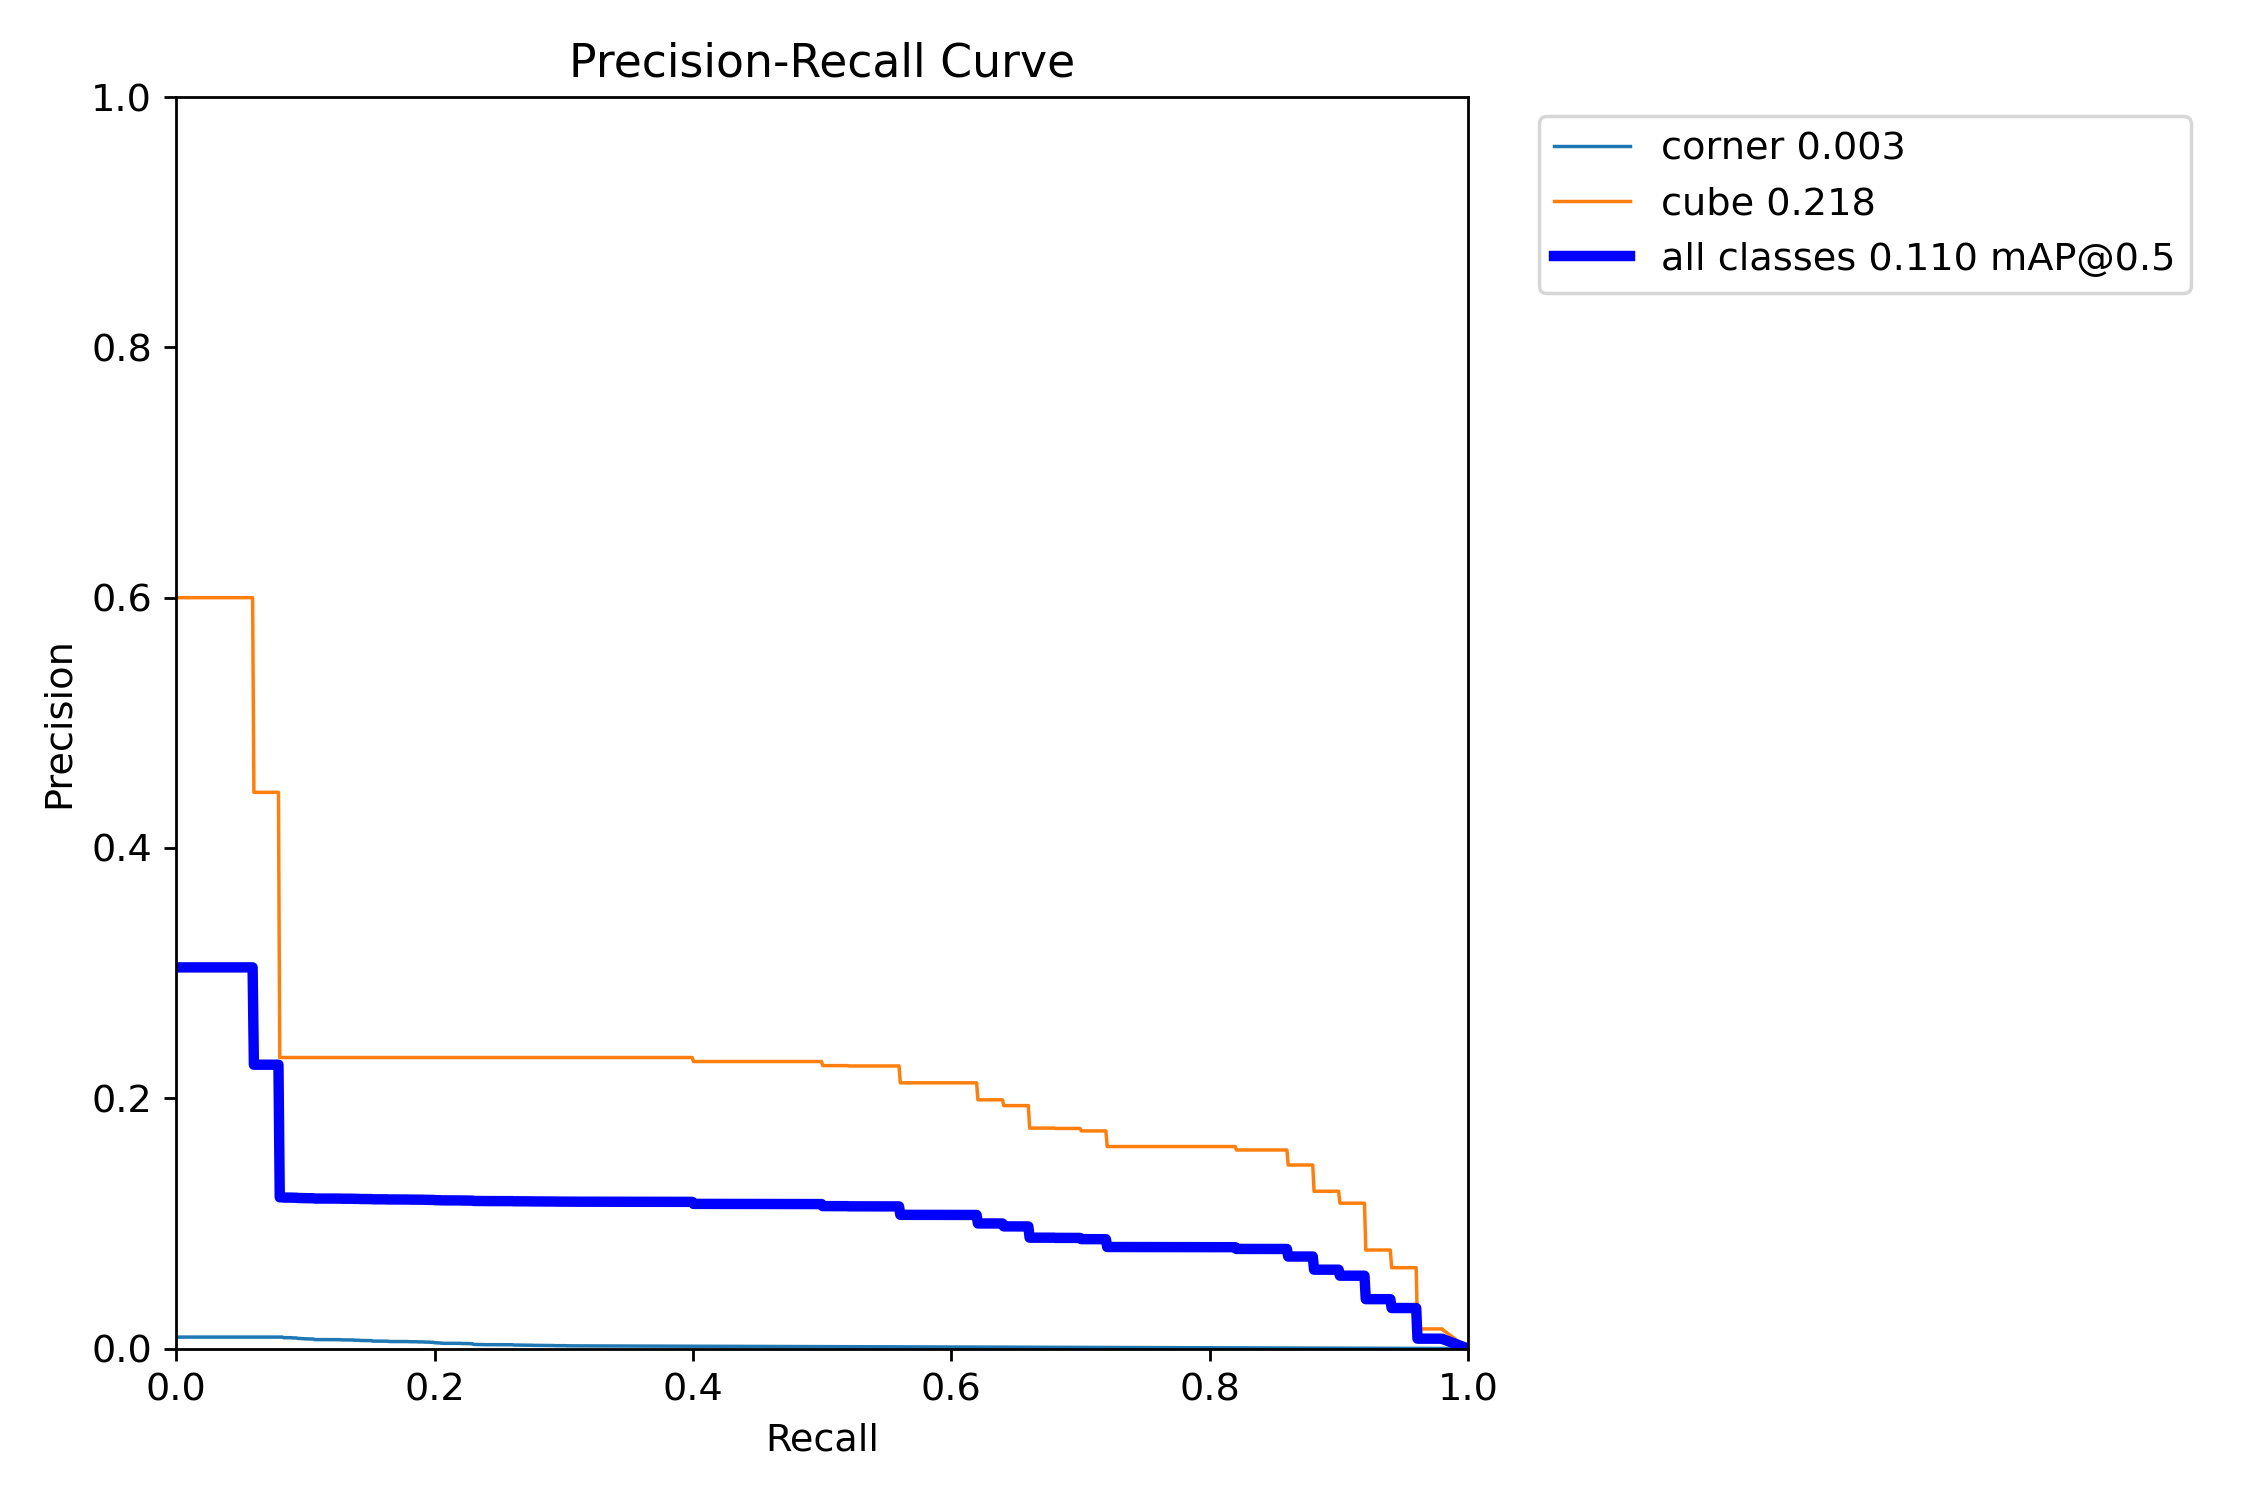 Precision-Recall Curve
1.0
0.8
0.6
0.4
0.2
0.0
Precision
0.0 0.2 0.4 0.6 0.8 1.0
Recall
corner 0.003
cube 0.218
all classes 0.110 mAP@0.5